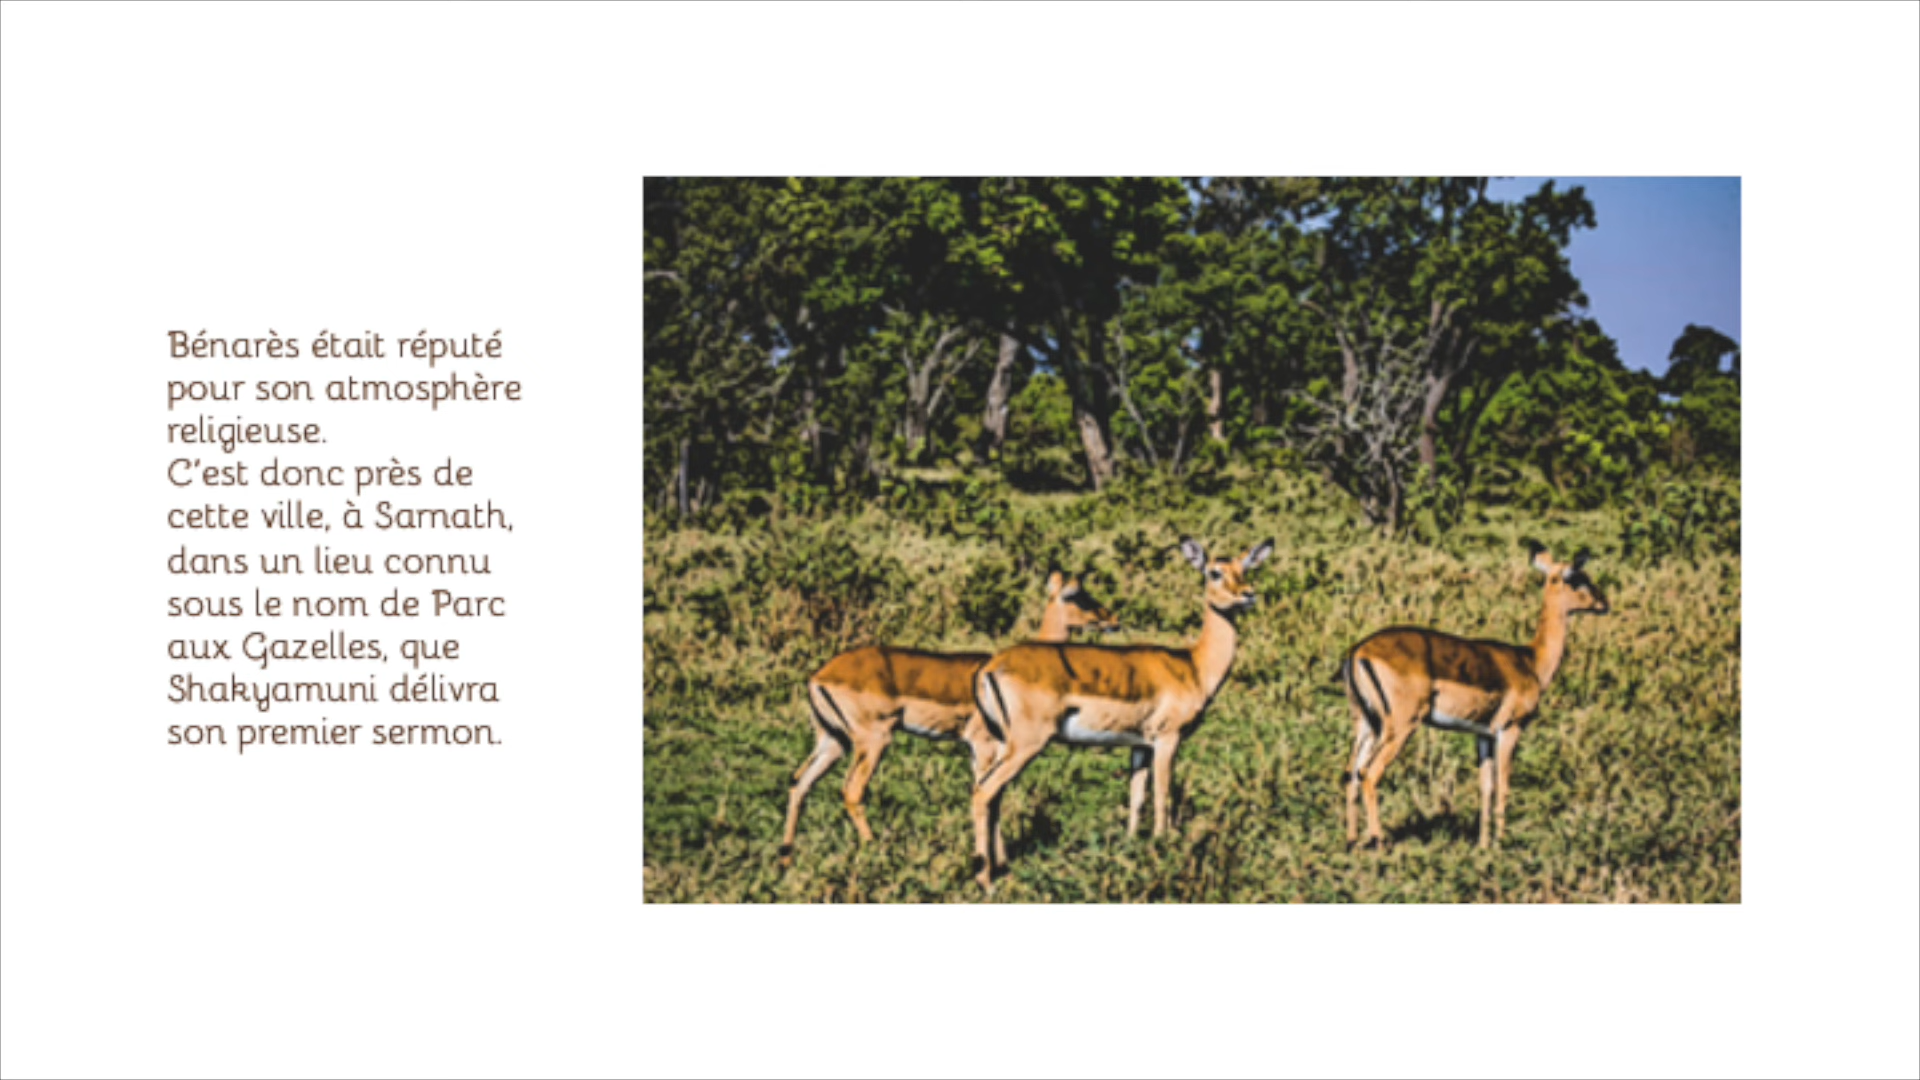 Bénarès était réputé
pour son atmosphère
religieuse.
C'est donc près de
cette ville, à Sarnath,
dans un lieu connu
sous le nom de Parc
aux Gazelles, que
Shakyamuni délivra
son premier sermon.